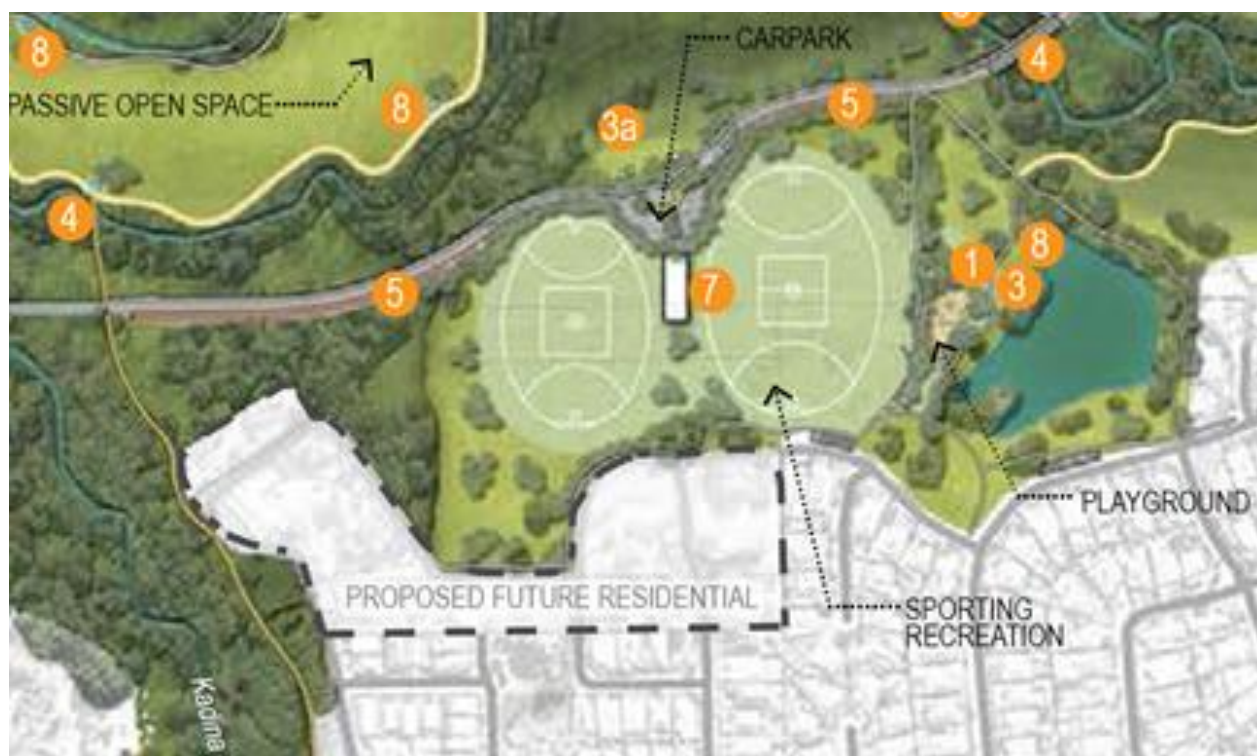 CARPARK
8
PASSIVE OPEN SPACE
8
4
5
3a
4
5
7
1
3
8
PLAYGROUND
PROPOSED FUTURE RESIDENTIAL
SPORTING
RECREATION
Kadina